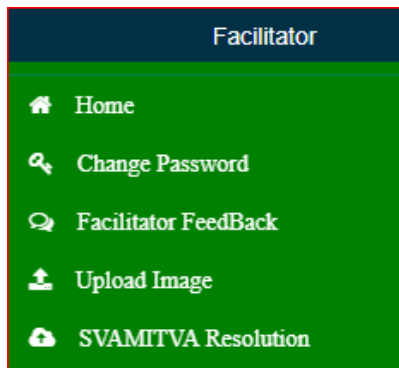 Facilitator
Home
Change Password
Facilitator FeedBack
Upload Image
SVAMITVA Resolution